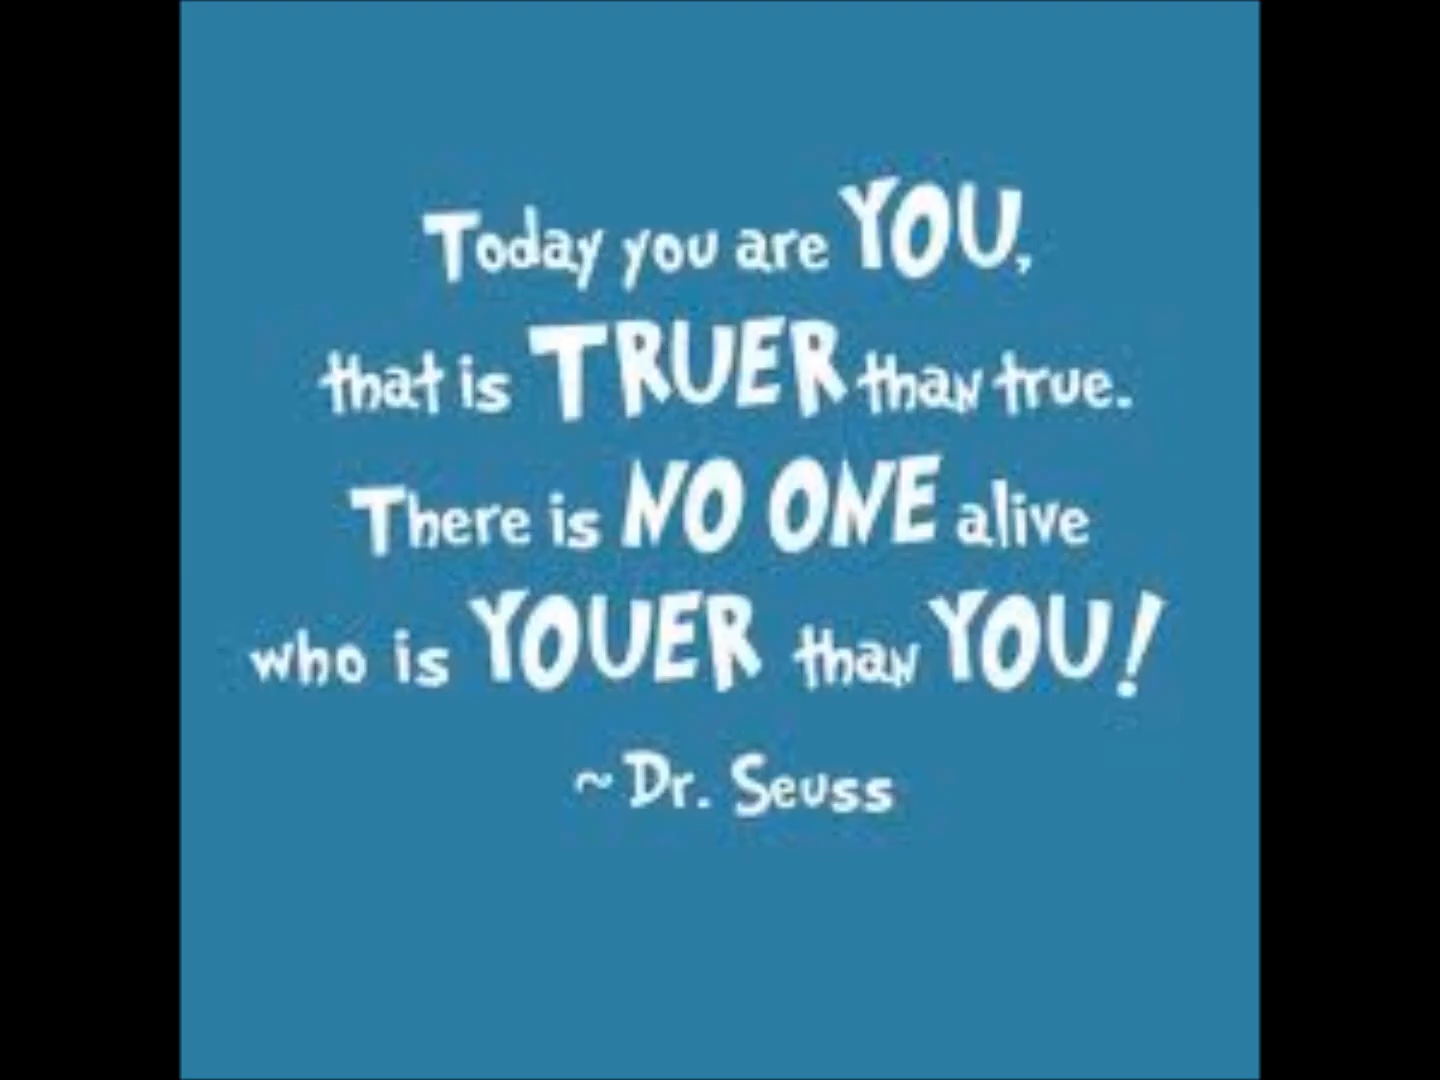 Today you are YOU,
that is TRUER than true.
There is NO ONE alive
who is YOUER than YOU!
~ Dr. Seuss